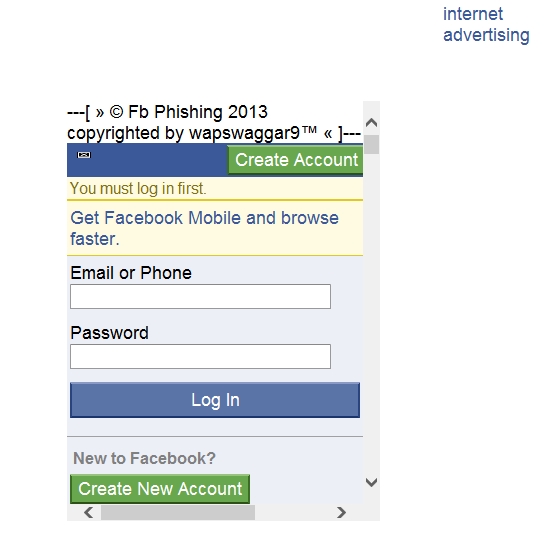 internet
advertising
---[ » © Fb Phishing 2013
copyrighted by wapswaggar9™ « ]---
Create Account
You must log in first.
Get Facebook Mobile and browse
faster.
Email or Phone
Password
Log In
New to Facebook?
Create New Account